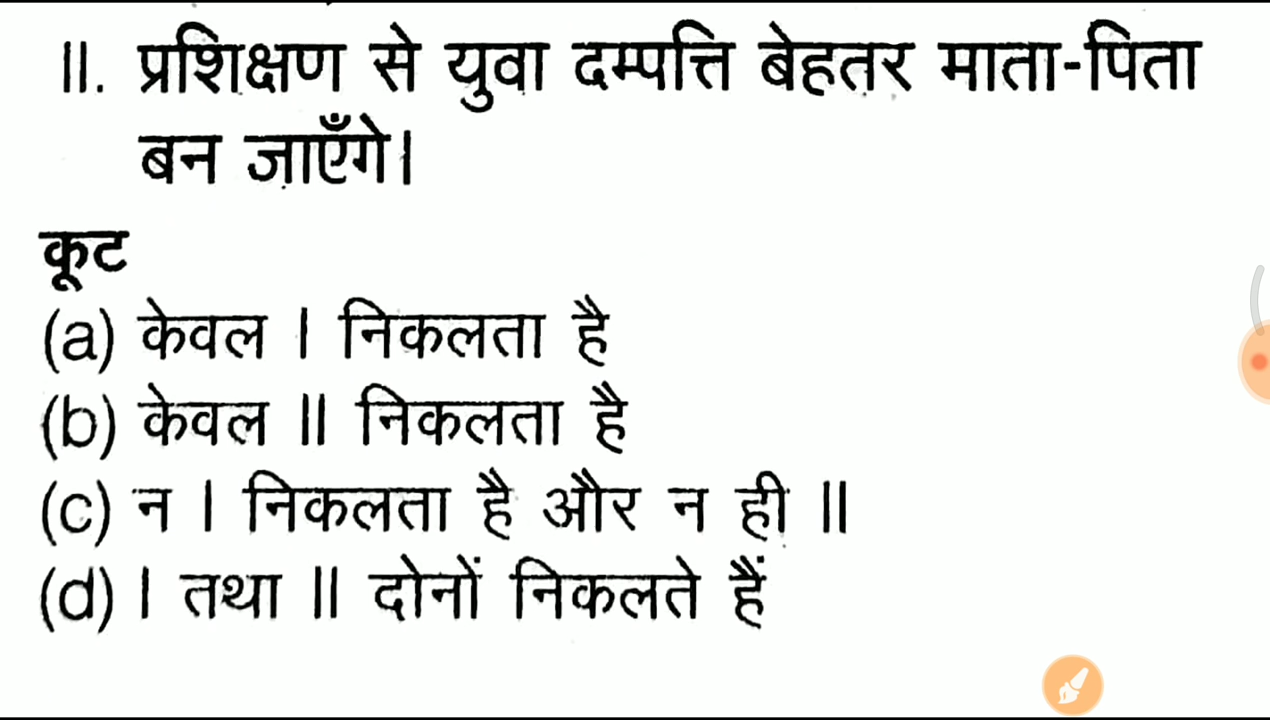 II. प्रशिक्षण से युवा दम्पत्ति बेहतर माता-पिता
बन जाएँगे।
कूट
(a) केवल I निकलता है
(b) केवल II निकलता है
(c) न I निकलता है और न ही II
(d) I तथा II दोनों निकलते हैं